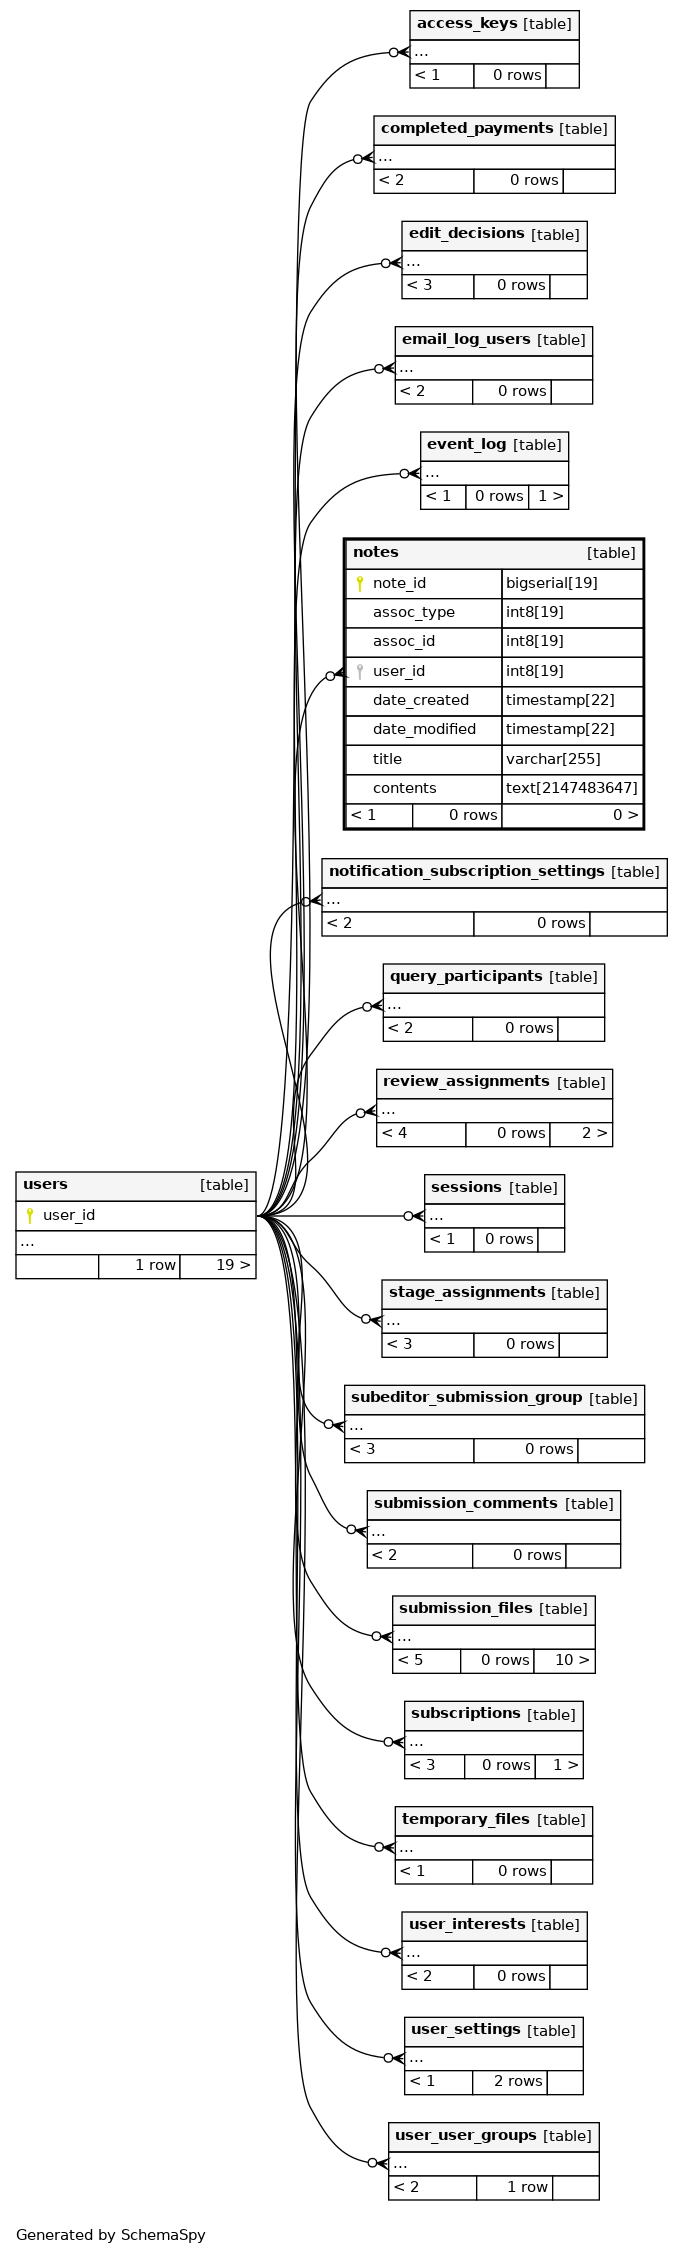 access_keys [table]
...
< 1 0 rows
completed_payments [table]
...
< 2 0 rows
edit_decisions [table]
...
< 3 0 rows
email_log_users [table]
...
< 2 0 rows
event_log [table]
...
< 1 0 rows 1 >
notes [table]
note_id bigserial[19]
assoc_type int8[19]
assoc_id int8[19]
user_id int8[19]
date_created timestamp[22]
date_modified timestamp[22]
title varchar[255]
contents text[2147483647]
< 1 0 rows 0 >
notification_subscription_settings [table]
...
< 2 0 rows
query_participants [table]
...
< 2 0 rows
review_assignments [table]
...
< 4 0 rows 2 >
users [table]
user_id
...
1 row 19 >
sessions [table]
...
< 1 0 rows
stage_assignments [table]
...
< 3 0 rows
subeditor_submission_group [table]
...
< 3 0 rows
submission_comments [table]
...
< 2 0 rows
submission_files [table]
...
< 5 0 rows 10 >
subscriptions [table]
...
< 3 0 rows 1 >
temporary_files [table]
...
< 1 0 rows
user_interests [table]
...
< 2 0 rows
user_settings [table]
...
< 1 2 rows
user_user_groups [table]
...
< 2 1 row
Generated by SchemaSpy